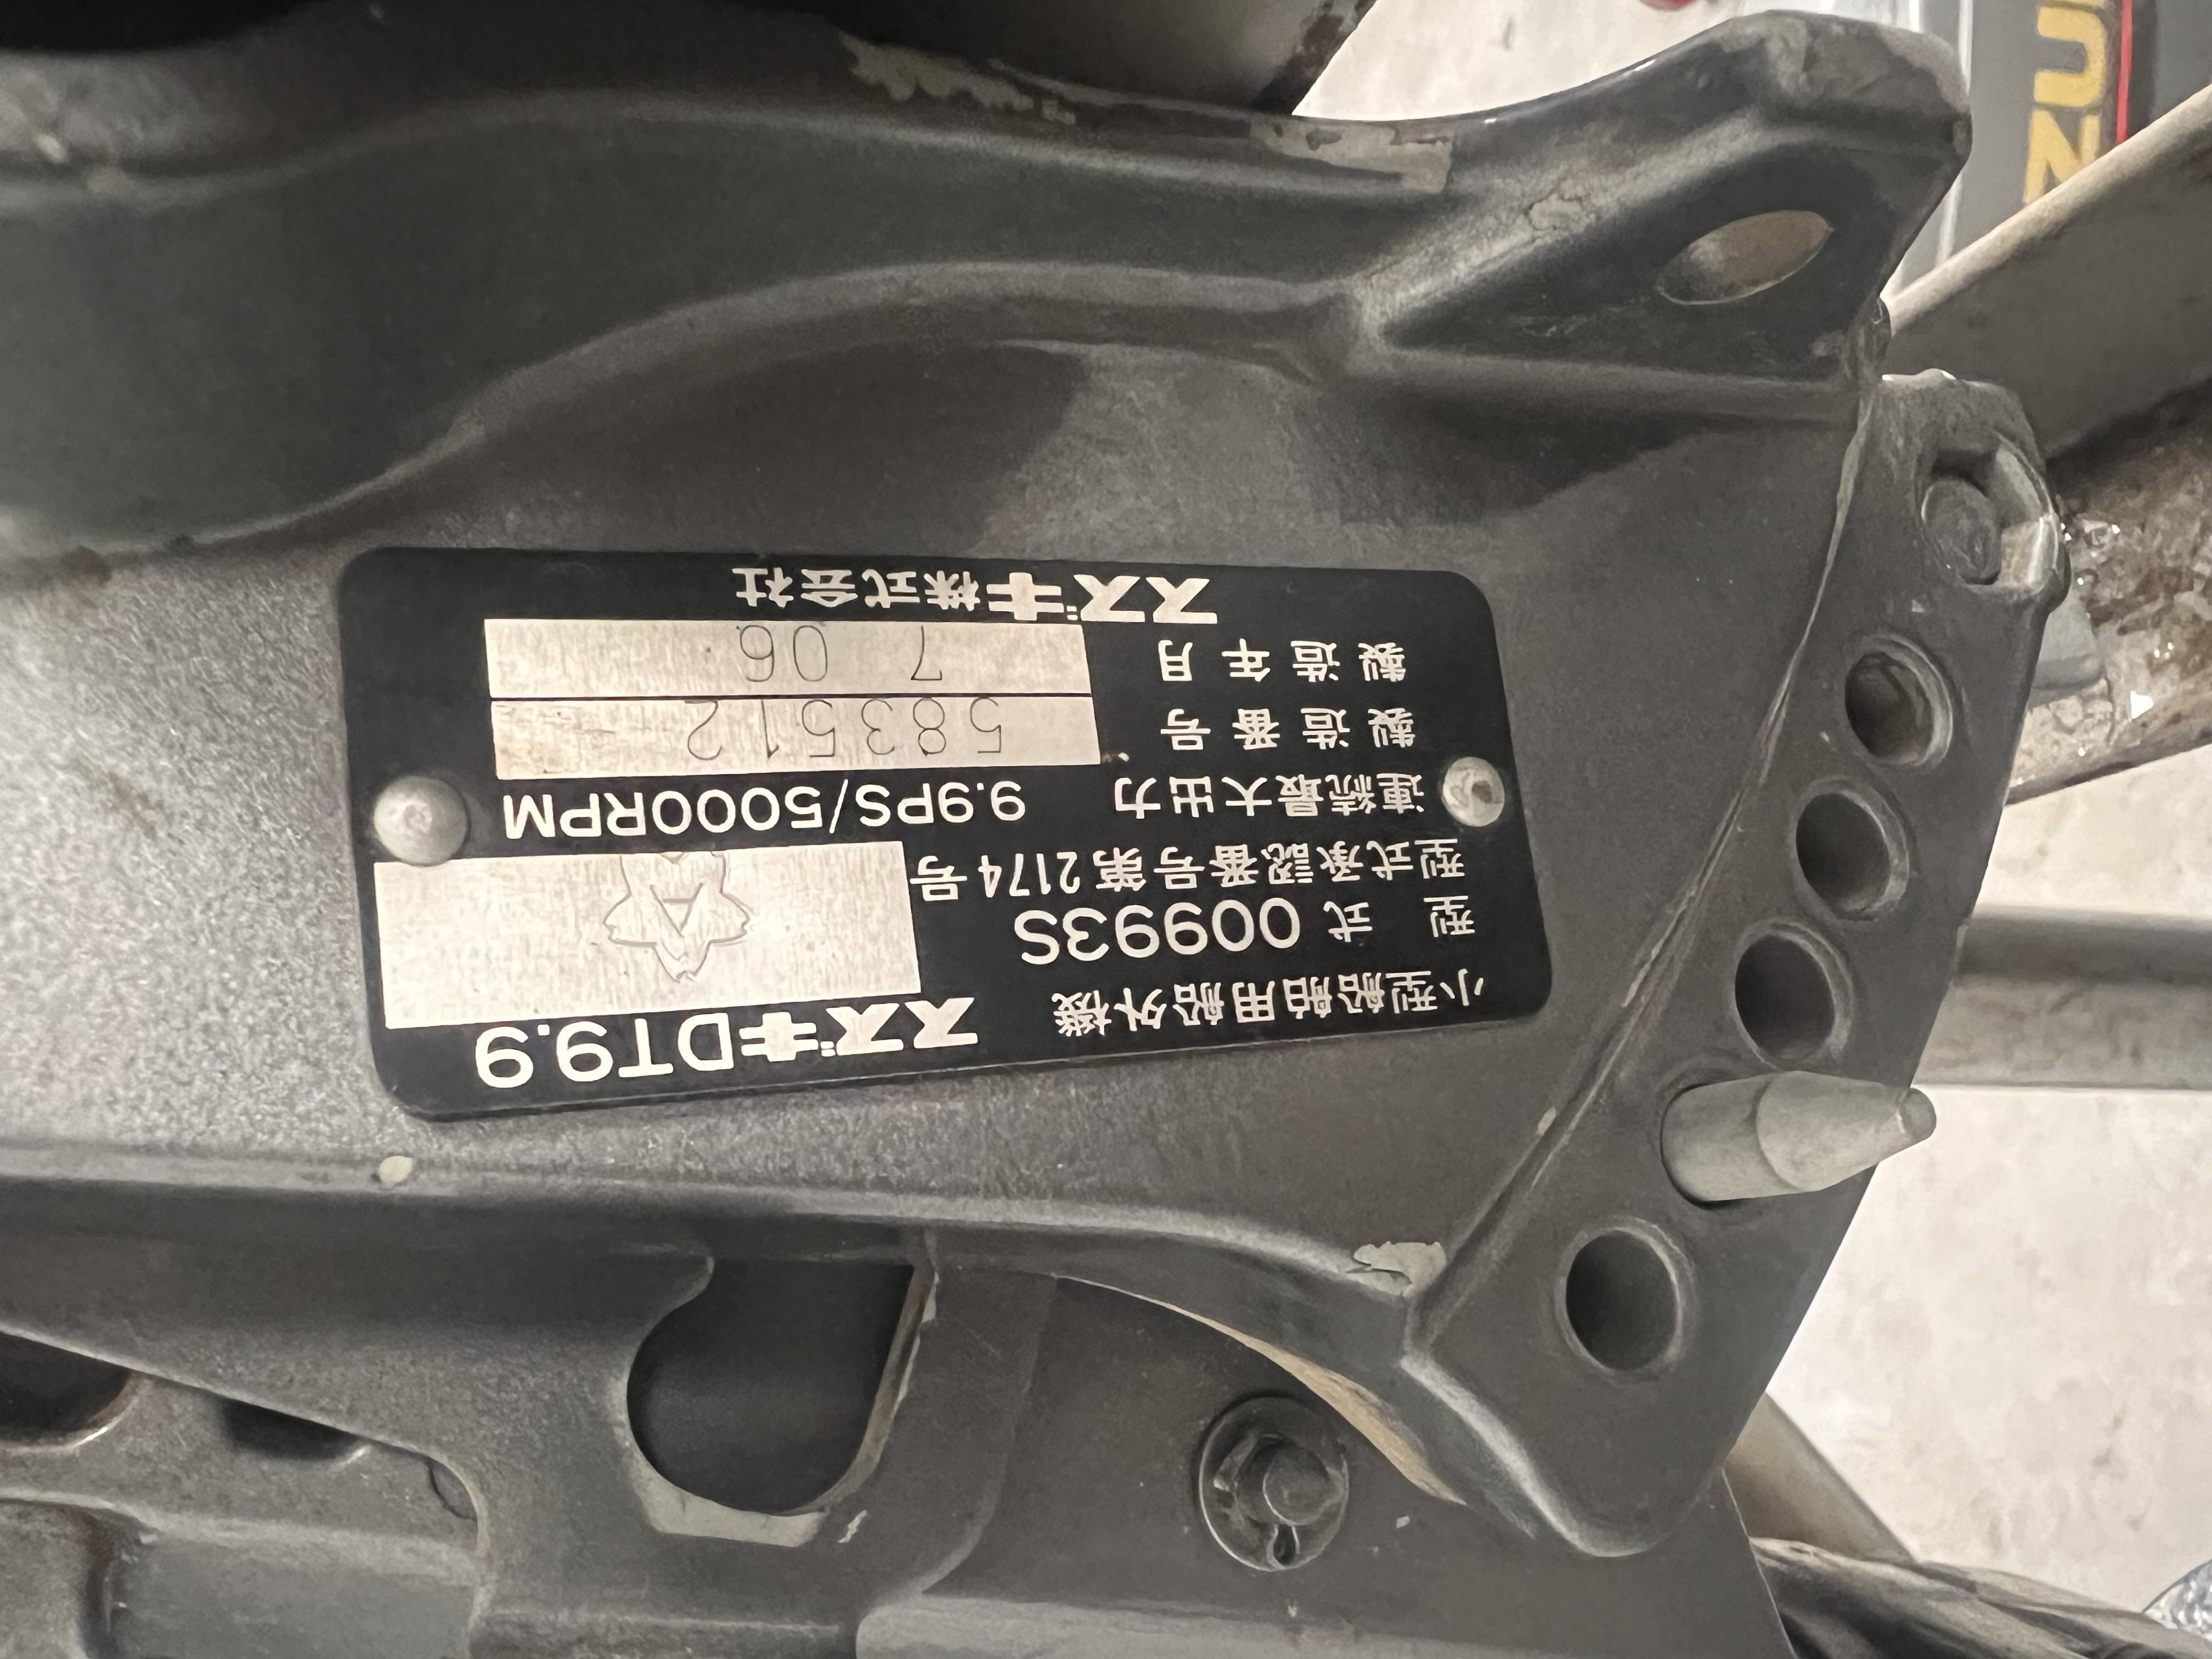 小型船舶用船外機 スズキDT9.9
型式 00993S
型式承認番号第2174号
連続最大出力 9.9PS/5000RPM
製造番号 583512
製造年月 7 06
スズキ株式会社